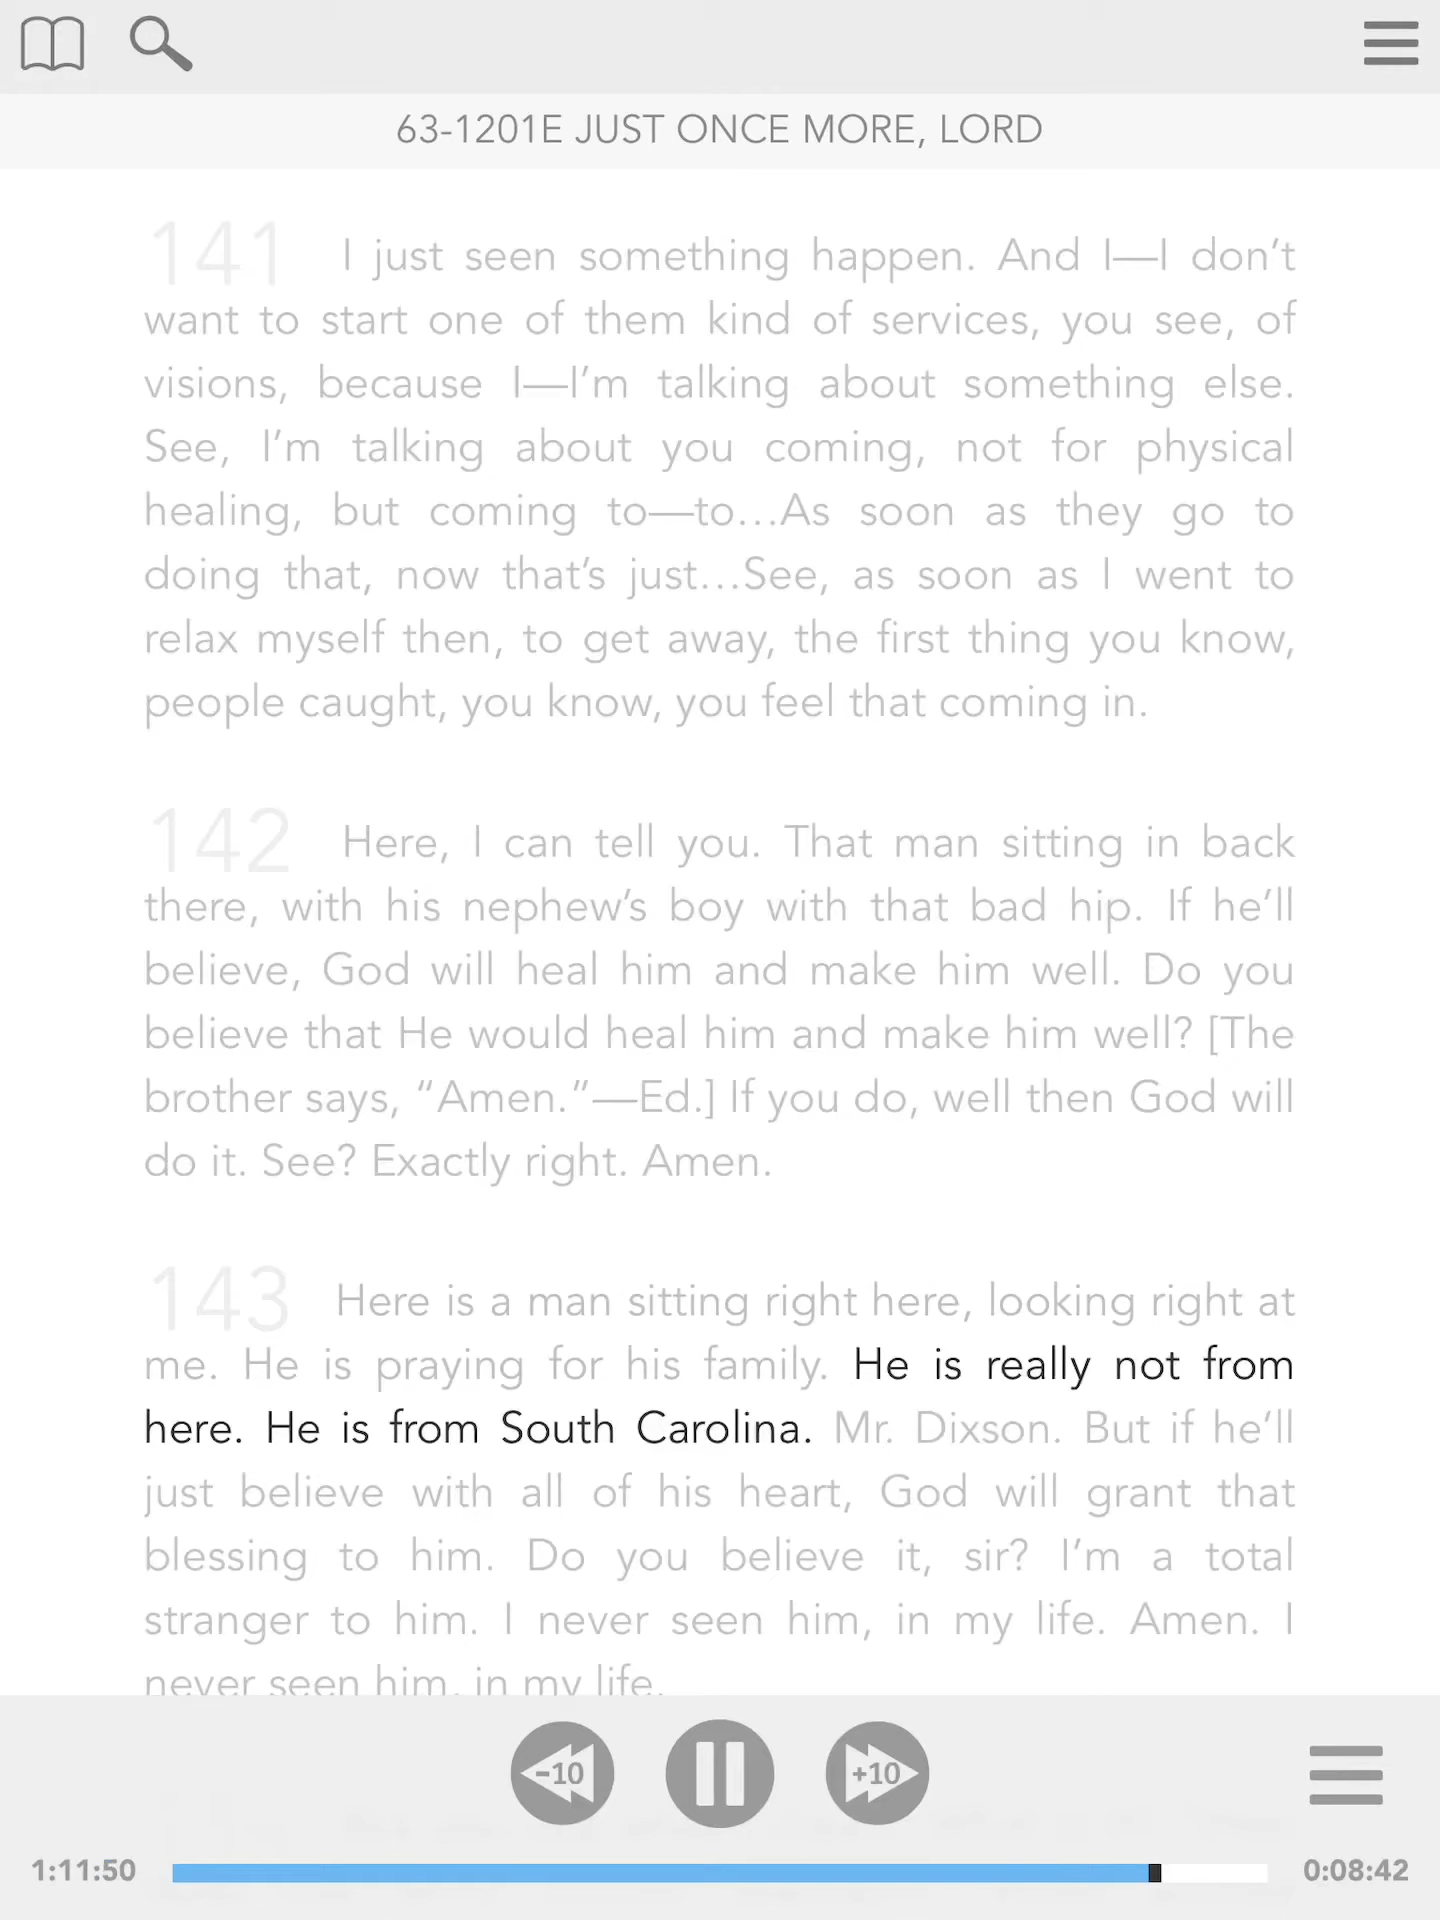 63-1201E JUST ONCE MORE, LORD
141 I just seen something happen. And I—I don’t
want to start one of them kind of services, you see, of
visions, because I—I’m talking about something else.
See, I’m talking about you coming, not for physical
healing, but coming to—to…As soon as they go to
doing that, now that’s just…See, as soon as I went to
relax myself then, to get away, the first thing you know,
people caught, you know, you feel that coming in.
142 Here, I can tell you. That man sitting in back
there, with his nephew’s boy with that bad hip. If he’ll
believe, God will heal him and make him well. Do you
believe that He would heal him and make him well? [The
brother says, “Amen.”—Ed.] If you do, well then God will
do it. See? Exactly right. Amen.
143 Here is a man sitting right here, looking right at
me. He is praying for his family. He is really not from
here. He is from South Carolina. Mr. Dixson. But if he’ll
just believe with all of his heart, God will grant that
blessing to him. Do you believe it, sir? I’m a total
stranger to him. I never seen him, in my life. Amen. I
never seen him, in my life.
-10 +10
1:11:50 0:08:42